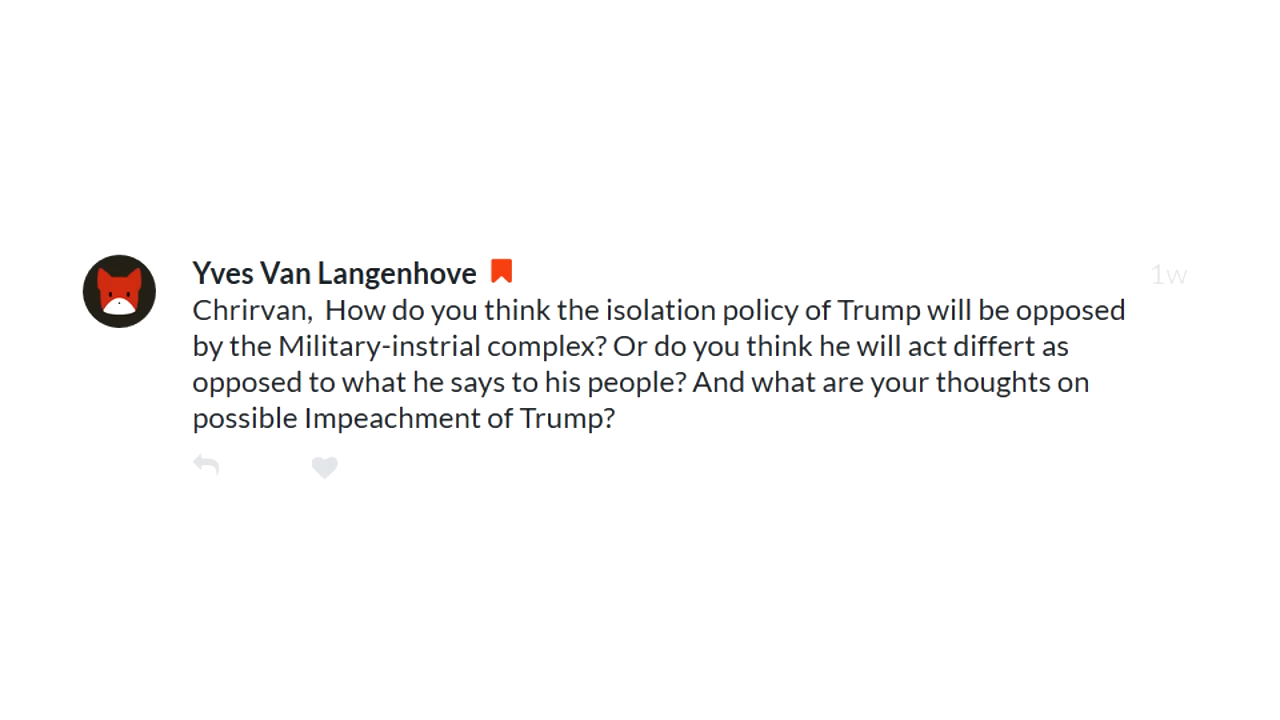 Yves Van Langenhove
1w
Chrirvan,  How do you think the isolation policy of Trump will be opposed
by the Military-instrial complex? Or do you think he will act differt as
opposed to what he says to his people? And what are your thoughts on
possible Impeachment of Trump?